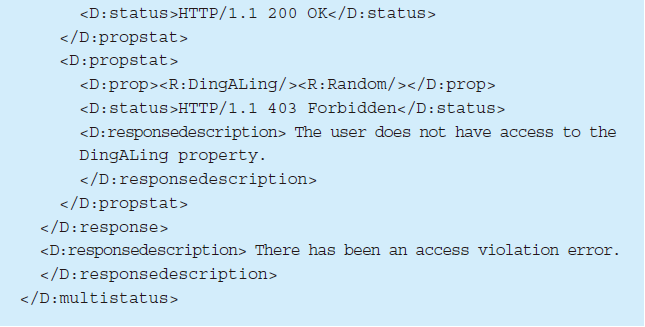 <D:status>HTTP/1.1 200 OK</D:status>
</D:propstat>
<D:propstat>
<D:prop><R:DingALing/><R:Random/></D:prop>
<D:status>HTTP/1.1 403 Forbidden</D:status>
<D:responsedescription> The user does not have access to the
DingALing property.
</D:responsedescription>
</D:propstat>
</D:response>
<D:responsedescription> There has been an access violation error.
</D:responsedescription>
</D:multistatus>